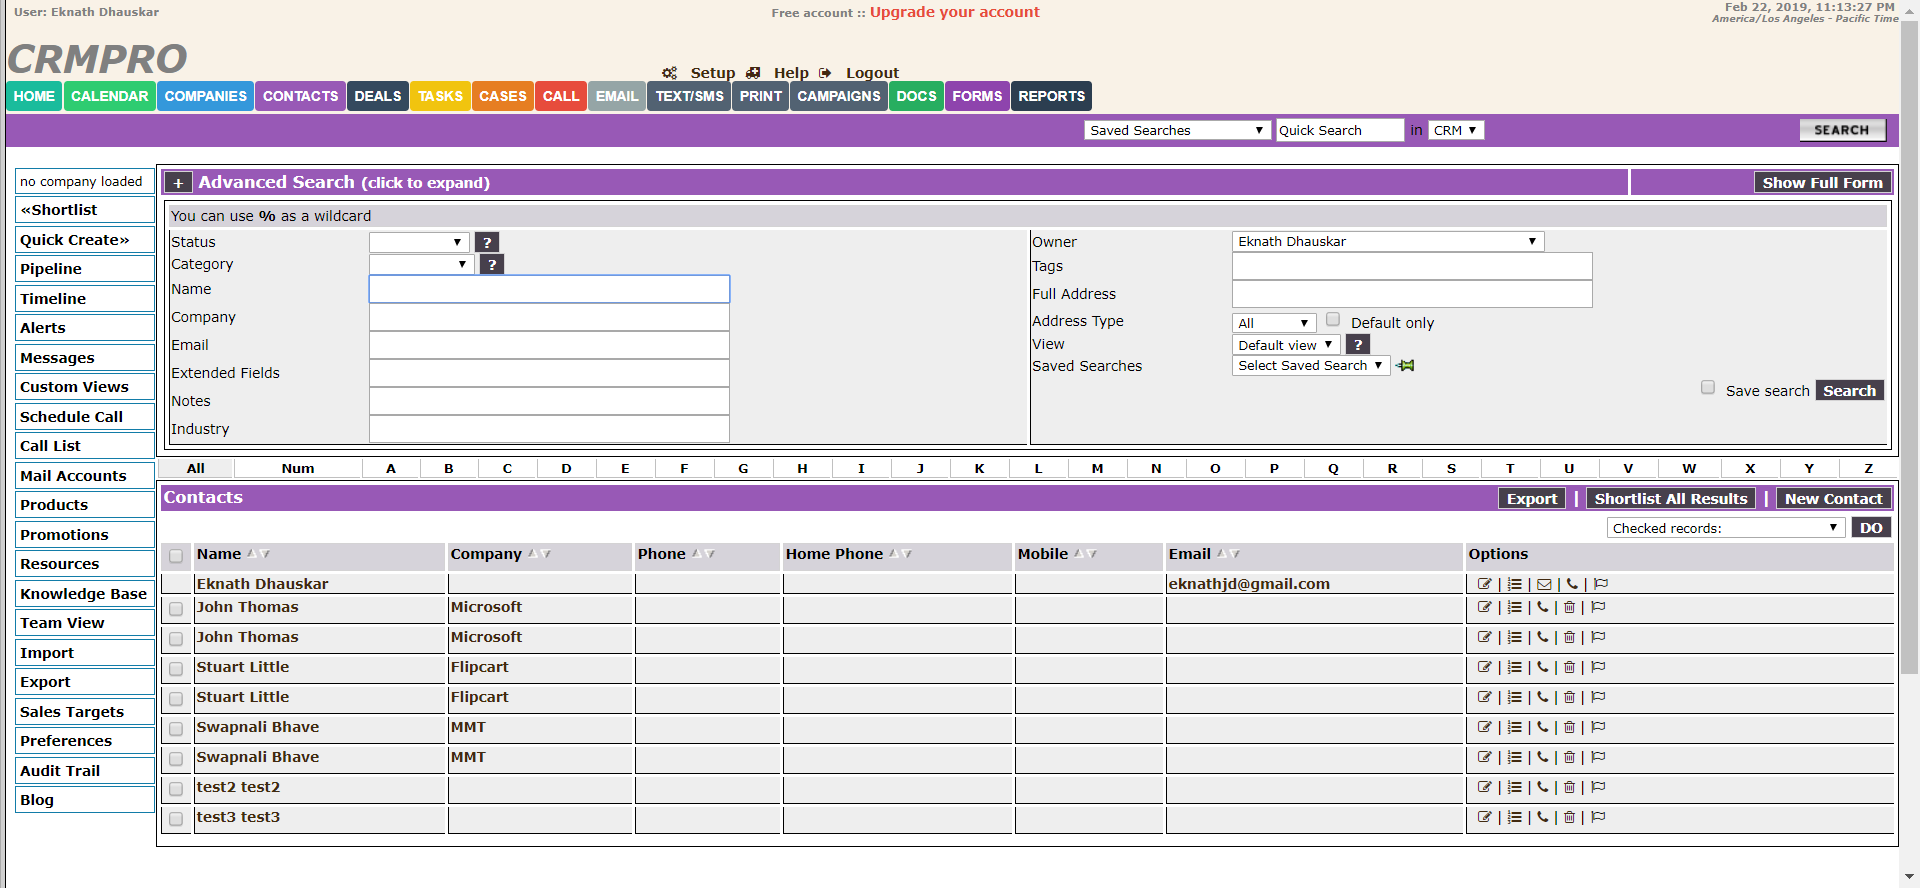 User: Eknath Dhauskar
Free account :: Upgrade your account
Feb 22, 2019, 11:13:27 PM
America/Los Angeles - Pacific Time
CRMPRO
Setup Help Logout
HOME CALENDAR COMPANIES CONTACTS DEALS TASKS CASES CALL EMAIL TEXT/SMS PRINT CAMPAIGNS DOCS FORMS REPORTS
Saved Searches Quick Search in CRM SEARCH
no company loaded
«Shortlist
Quick Create»
Pipeline
Timeline
Alerts
Messages
Custom Views
Schedule Call
Call List
Mail Accounts
Products
Promotions
Resources
Knowledge Base
Team View
Import
Export
Sales Targets
Preferences
Audit Trail
Blog
+ Advanced Search (click to expand) Show Full Form
You can use % as a wildcard
Status ?
Category ?
Name
Company
Email
Extended Fields
Notes
Industry
Owner Eknath Dhauskar
Tags
Full Address
Address Type All Default only
View Default view ?
Saved Searches Select Saved Search
Save search Search
All Num A B C D E F G H I J K L M N O P Q R S T U V W X Y Z
Contacts Export | Shortlist All Results | New Contact
Checked records: DO
Name Company Phone Home Phone Mobile Email Options
Eknath Dhauskar eknathjd@gmail.com | | | |
John Thomas Microsoft | | | |
John Thomas Microsoft | | | |
Stuart Little Flipcart | | | |
Stuart Little Flipcart | | | |
Swapnali Bhave MMT | | | |
Swapnali Bhave MMT | | | |
test2 test2 | | | |
test3 test3 | | | |